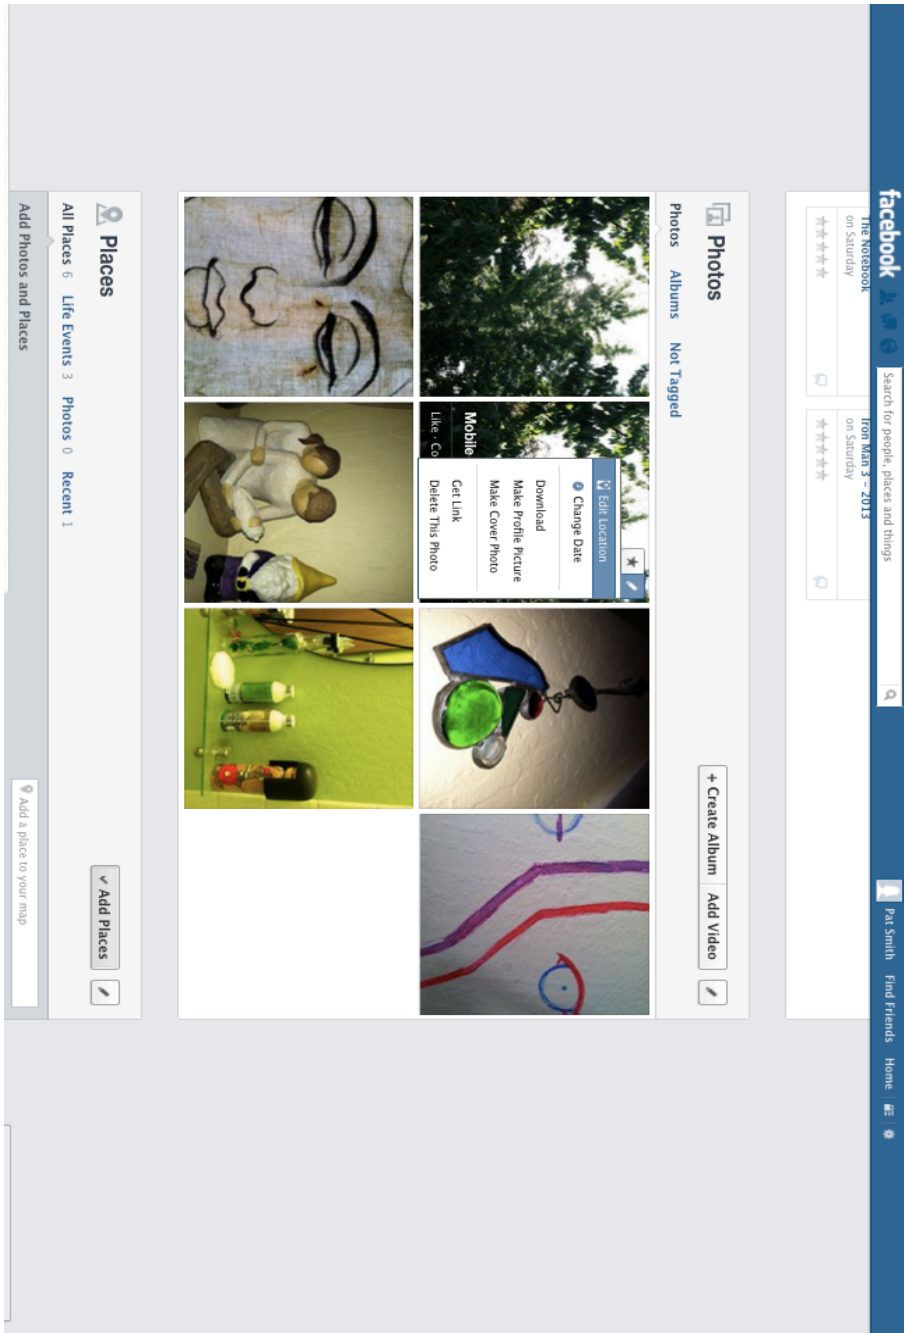 facebook
Search for people, places and things
Pat Smith Find Friends Home
The Notebook
on Saturday
Iron Man 3 – 2013
on Saturday
Photos
+ Create Album Add Video
Photos Albums Not Tagged
Edit Location
Change Date
Download
Make Profile Picture
Make Cover Photo
Get Link
Delete This Photo
Mobile
Like · Co
Places
Add Places
All Places 6 Life Events 3 Photos 0 Recent 1
Add Photos and Places
Add a place to your map